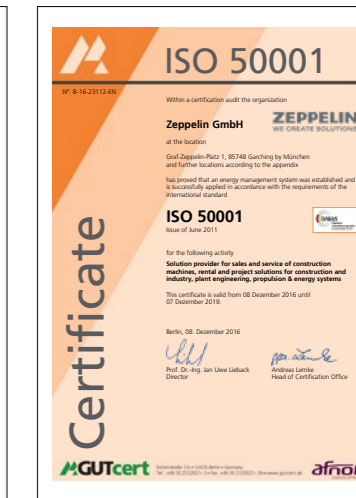 ISO 50001
Nº. B-16-23112-EN
Within a certification audit the organization
Zeppelin GmbH
ZEPPELIN
WE CREATE SOLUTIONS
at the location
Graf-Zeppelin-Platz 1, 85748 Garching by München
and further locations according to the appendix
has proved that an energy management system was established and
is successfully applied in accordance with the requirements of the
international standard
ISO 50001
Issue of June 2011
DAkkS
for the following activity
Solution provider for sales and service of construction
machines, rental and project solutions for construction and
industry, plant engineering, propulsion & energy systems
This certificate is valid from 08 Dezember 2016 until
07 Dezember 2019.
Berlin, 08. Dezember 2016
Prof. Dr.-Ing. Jan Uwe Lieback
Director
Andreas Lemke
Head of Certification Office
Certificate
GUTcert
afnor